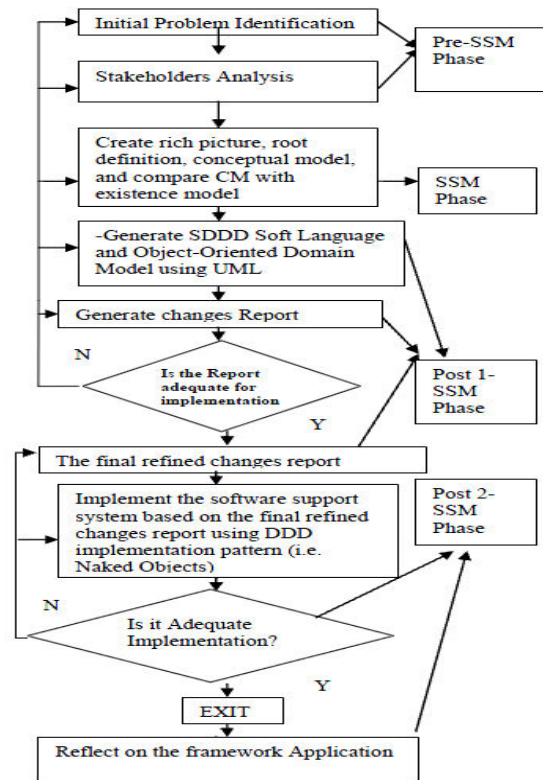 Initial Problem Identification
Pre-SSM
Phase
Stakeholders Analysis
Create rich picture, root
definition, conceptual model,
and compare CM with
existence model
SSM
Phase
-Generate SDDD Soft Language
and Object-Oriented Domain
Model using UML
Generate changes Report
N
Is the Report
adequate for
implementation
Y
Post 1-
SSM
Phase
The final refined changes report
Implement the software support
system based on the final refined
changes report using DDD
implementation pattern (i.e.
Naked Objects)
Post 2-
SSM
Phase
N
Is it Adequate
Implementation?
Y
EXIT
Reflect on the framework Application